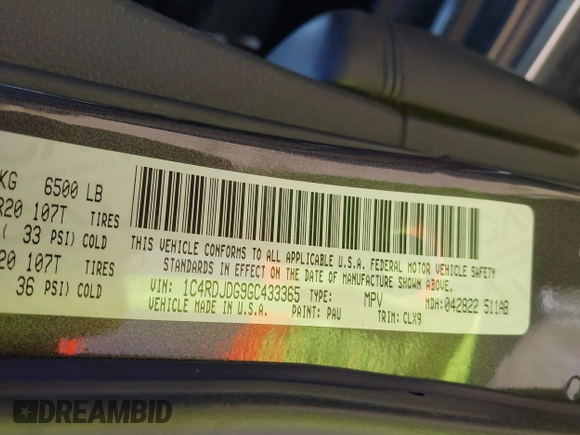 KG 6500 LB
R20 107T TIRES
( 33 PSI) COLD
20 107T TIRES
36 PSI) COLD
THIS VEHICLE CONFORMS TO ALL APPLICABLE U.S.A. FEDERAL MOTOR VEHICLE SAFETY
STANDARDS IN EFFECT ON THE DATE OF MANUFACTURE SHOWN ABOVE.
VIN: 1C4RDJDG9GC433365 TYPE: MPV MDH:042822 511AB
VEHICLE MADE IN U.S.A. PAINT: PAU TRIM: CLX9
DREAMBID